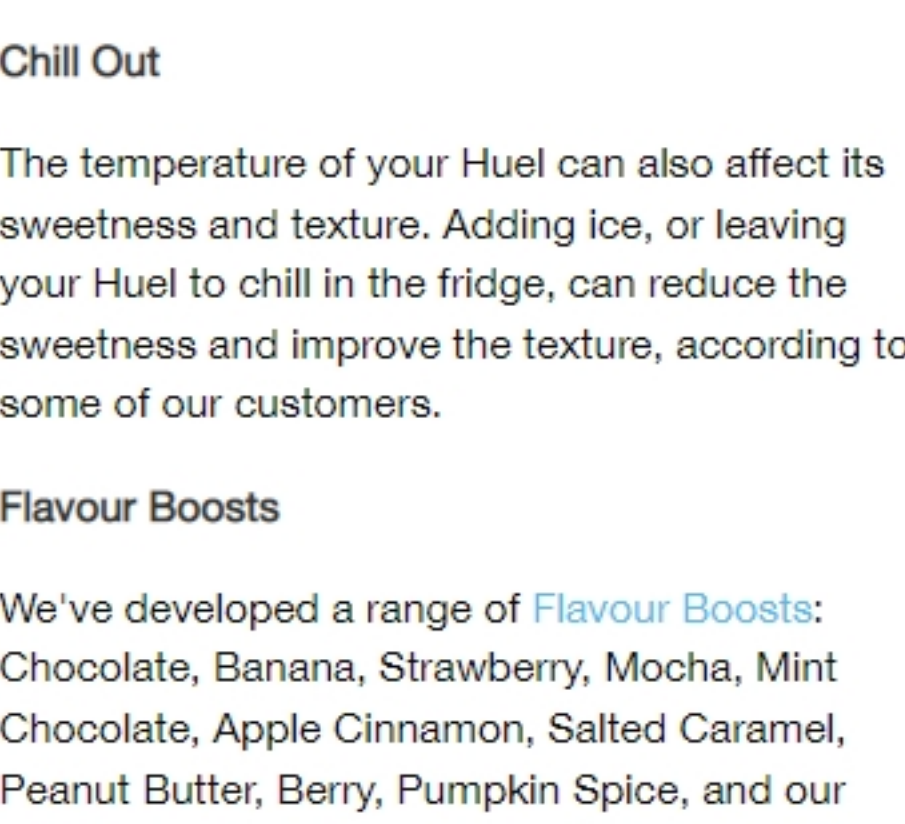 Chill Out
The temperature of your Huel can also affect its
sweetness and texture. Adding ice, or leaving
your Huel to chill in the fridge, can reduce the
sweetness and improve the texture, according to
some of our customers.
Flavour Boosts
We've developed a range of Flavour Boosts:
Chocolate, Banana, Strawberry, Mocha, Mint
Chocolate, Apple Cinnamon, Salted Caramel,
Peanut Butter, Berry, Pumpkin Spice, and our